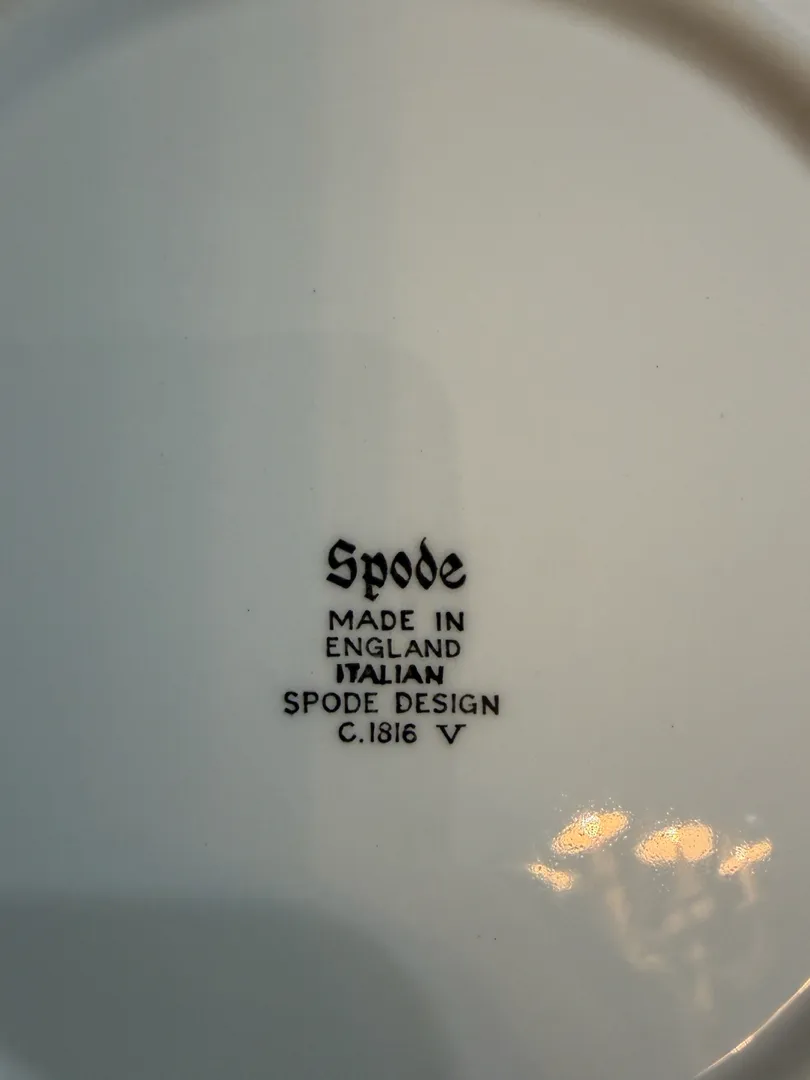 Spode
MADE IN
ENGLAND
ITALIAN
SPODE DESIGN
C.1816 V